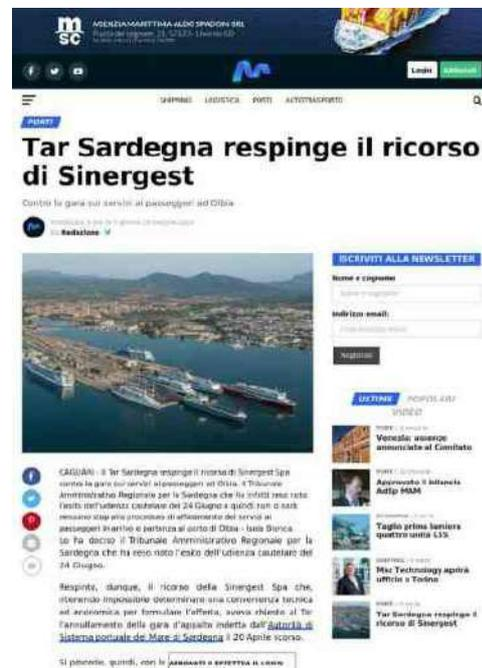 msc
AGENZIA MARITTIMA ALDO SPADONI SRL
Login
SHIPPING LOGISTICA PORTI AUTOTRASPORTO
PORTI
Tar Sardegna respinge il ricorso
di Sinergest
Contro la gara sui servizi ai passeggeri ad Olbia
Redazione
ISCRIVITI ALLA NEWSLETTER
Nome e cognome
Indirizzo email:
Registrati
ULTIME POPOLARI
VIDEO
Venezia: assenze
annunciate al Comitato
Approvato il bilancio
Adsp MAM
Taglio prima lamiera
quattro unità LSS
Msc Technology aprirà
ufficio a Torino
Tar Sardegna respinge il
ricorso di Sinergest
CAGLIARI - Il Tar Sardegna respinge il ricorso di Sinergest Spa
contro la gara sui servizi ai passeggeri ad Olbia. Il Tribunale
Amministrativo Regionale per la Sardegna che ha infatti reso noto
l'esito dell'udienza cautelare del 24 Giugno e quindi non ci sarà
nessuno stop alla procedura di affidamento dei servizi ai
passeggeri in arrivo e partenza al porto di Olbia - Isola Bianca.
Lo ha deciso il Tribunale Amministrativo Regionale per la
Sardegna che ha reso noto l'esito dell'udienza cautelare del
24 Giugno.
Respinto, dunque, il ricorso della Sinergest Spa che,
ritenendo impossibile determinare una convenienza tecnica
ed economica per formulare l'offerta, aveva chiesto al Tar
l'annullamento della gara d'appalto indetta dall'Autorità di
Sistema portuale del Mare di Sardegna il 20 Aprile scorso.
Si procede, quindi, con la
ABBONATI O EFFETTUA IL LOGIN